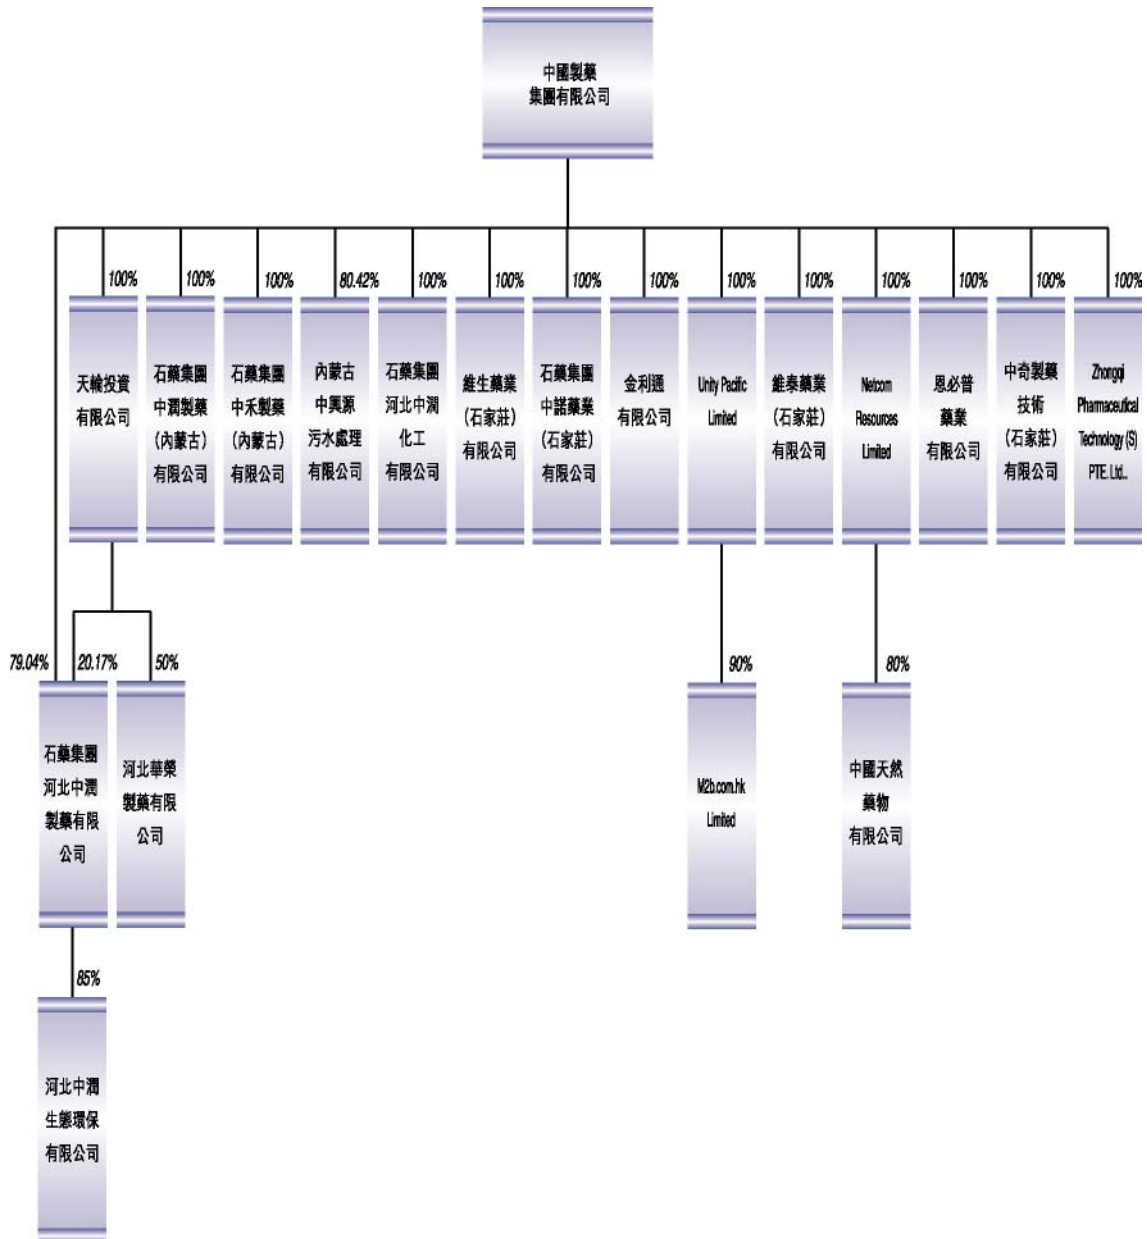 中國製藥
集團有限公司
100%
100%
100%
80.42%
100%
100%
100%
100%
100%
100%
100%
100%
100%
100%
天輪投資
有限公司
石藥集團
中潤製藥
(內蒙古)
有限公司
石藥集團
中禾製藥
(內蒙古)
有限公司
內蒙古
中興源
污水處理
有限公司
石藥集團
河北中潤
化工
有限公司
維生藥業
(石家莊)
有限公司
石藥集團
中諾藥業
(石家莊)
有限公司
金利通
有限公司
Unity Pacific
Limited
維泰藥業
(石家莊)
有限公司
Netcom
Resources
Limited
恩必普
藥業
有限公司
中奇製藥
技術
(石家莊)
有限公司
Zhongqi
Pharmaceutical
Technology (S)
PTE. Ltd..
79.04%
20.17%
50%
90%
80%
石藥集團
河北中潤
製藥有限
公司
河北華榮
製藥有限
公司
M2b.com.hk
Limited
中國天然
藥物
有限公司
85%
河北中潤
生態環保
有限公司